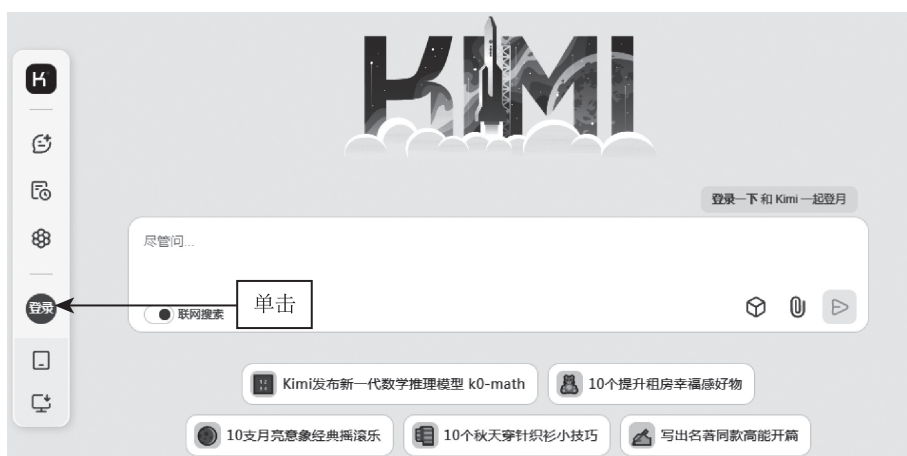 KIMI
登录一下 和 Kimi 一起登月
尽管问...
登录
单击
联网搜索
Kimi发布新一代数学推理模型 k0-math
10个提升租房幸福感好物
10支月亮意象经典摇滚乐
10个秋天穿针织衫小技巧
写出名著同款高能开篇